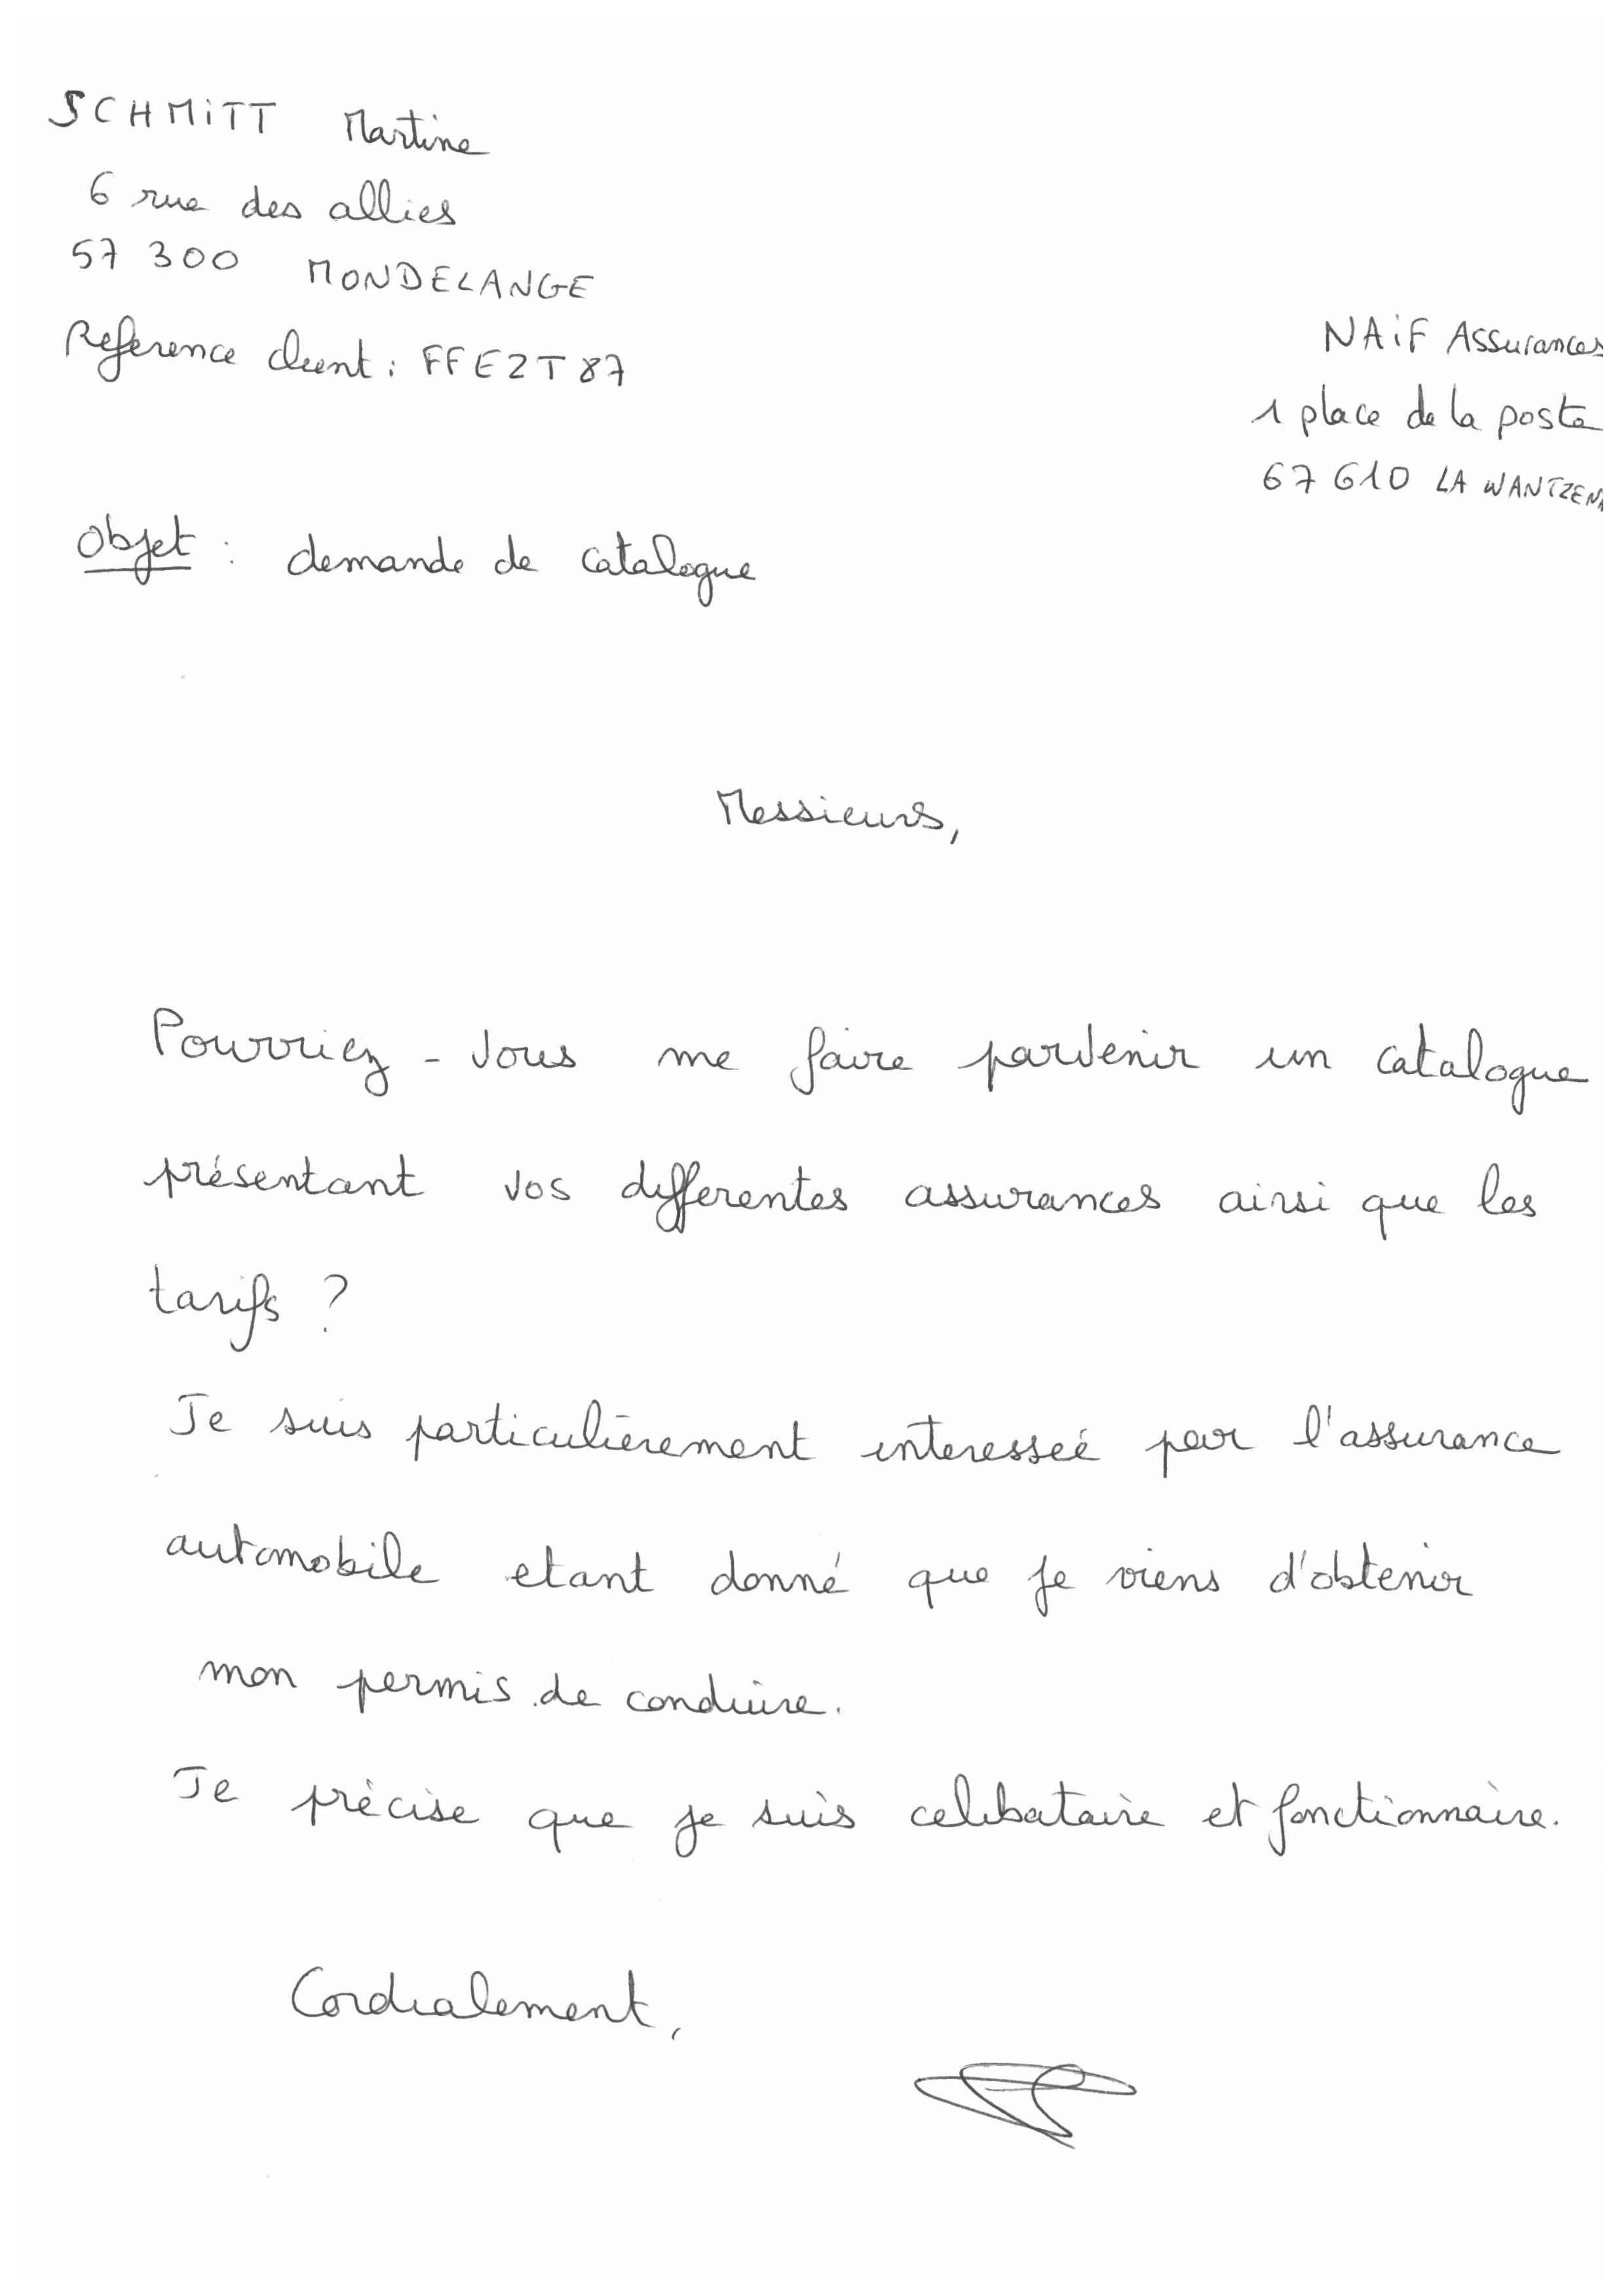 SCHMITT Martine
6 rue des allies
57 300 MONDELANGE
Reference client : FFEZT87
NAiF Assurances
1 place de la poste
67 610 LA WANTZEN
Objet : demande de catalogue
Messieurs,
Pourriez-vous me faire parvenir un catalogue
présentant vos differentes assurances ainsi que les
tarifs ?
Je suis particulièrement interesseé par l'assurance
automobile etant donné que je viens d'obtenir
mon permis de conduire.
Je précise que je suis celibataire et fonctionnaire.
Cordialement,